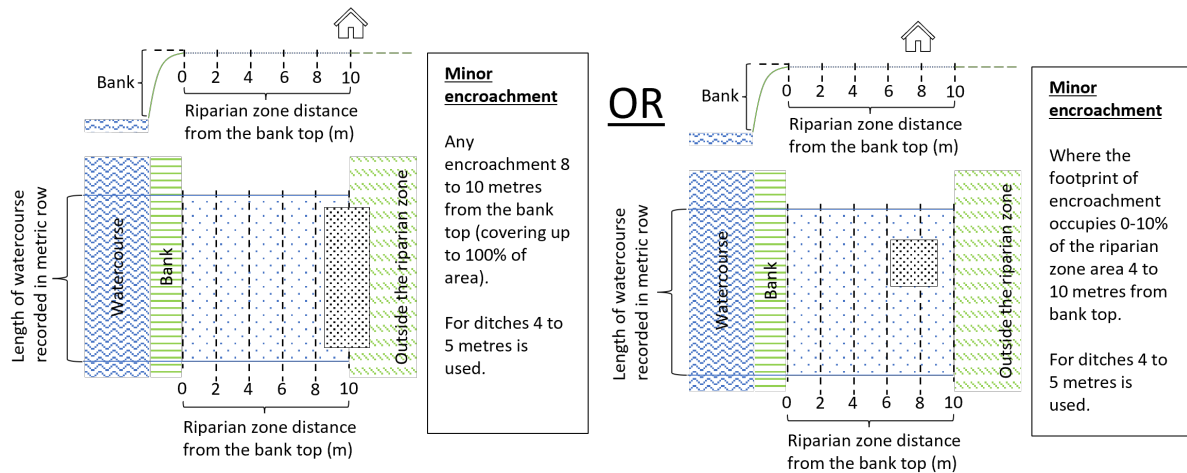 Bank
0 2 4 6 8 10
Riparian zone distance
from the bank top (m)
Length of watercourse
recorded in metric row
Watercourse
Bank
Outside the riparian zone
0 2 4 6 8 10
Riparian zone distance
from the bank top (m)
Minor
encroachment
Any
encroachment 8
to 10 metres
from the bank
top (covering up
to 100% of
area).
For ditches 4 to
5 metres is
used.
OR
Bank
0 2 4 6 8 10
Riparian zone distance
from the bank top (m)
Length of watercourse
recorded in metric row
Watercourse
Bank
Outside the riparian zone
0 2 4 6 8 10
Riparian zone distance
from the bank top (m)
Minor
encroachment
Where the
footprint of
encroachment
occupies 0-10%
of the riparian
zone area 4 to
10 metres from
bank top.
For ditches 4 to
5 metres is
used.